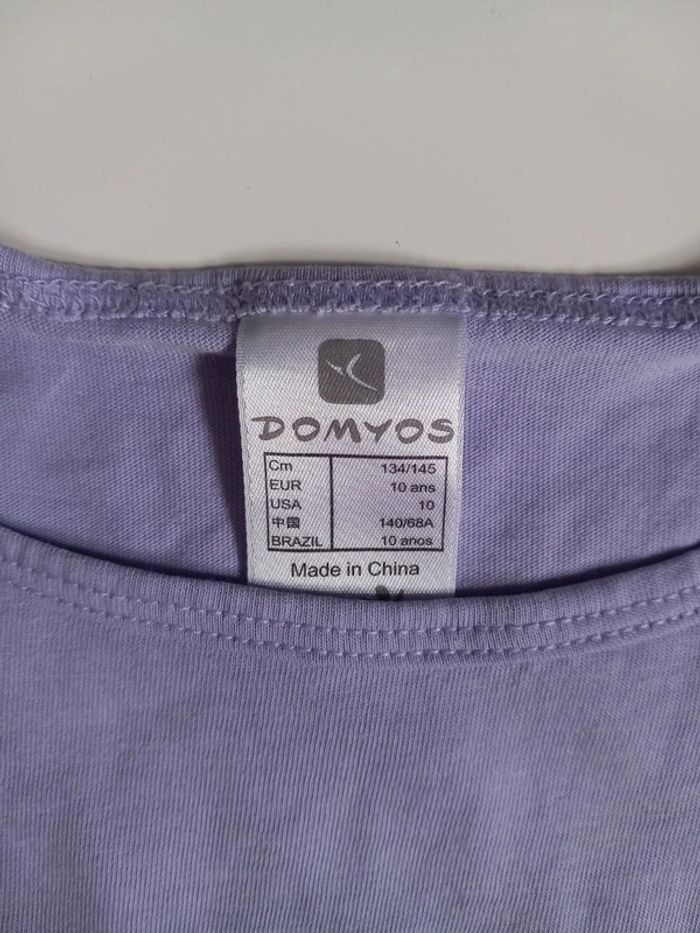 DOMYOS
Cm 134/145
EUR 10 ans
USA 10
中国 140/68A
BRAZIL 10 anos
Made in China